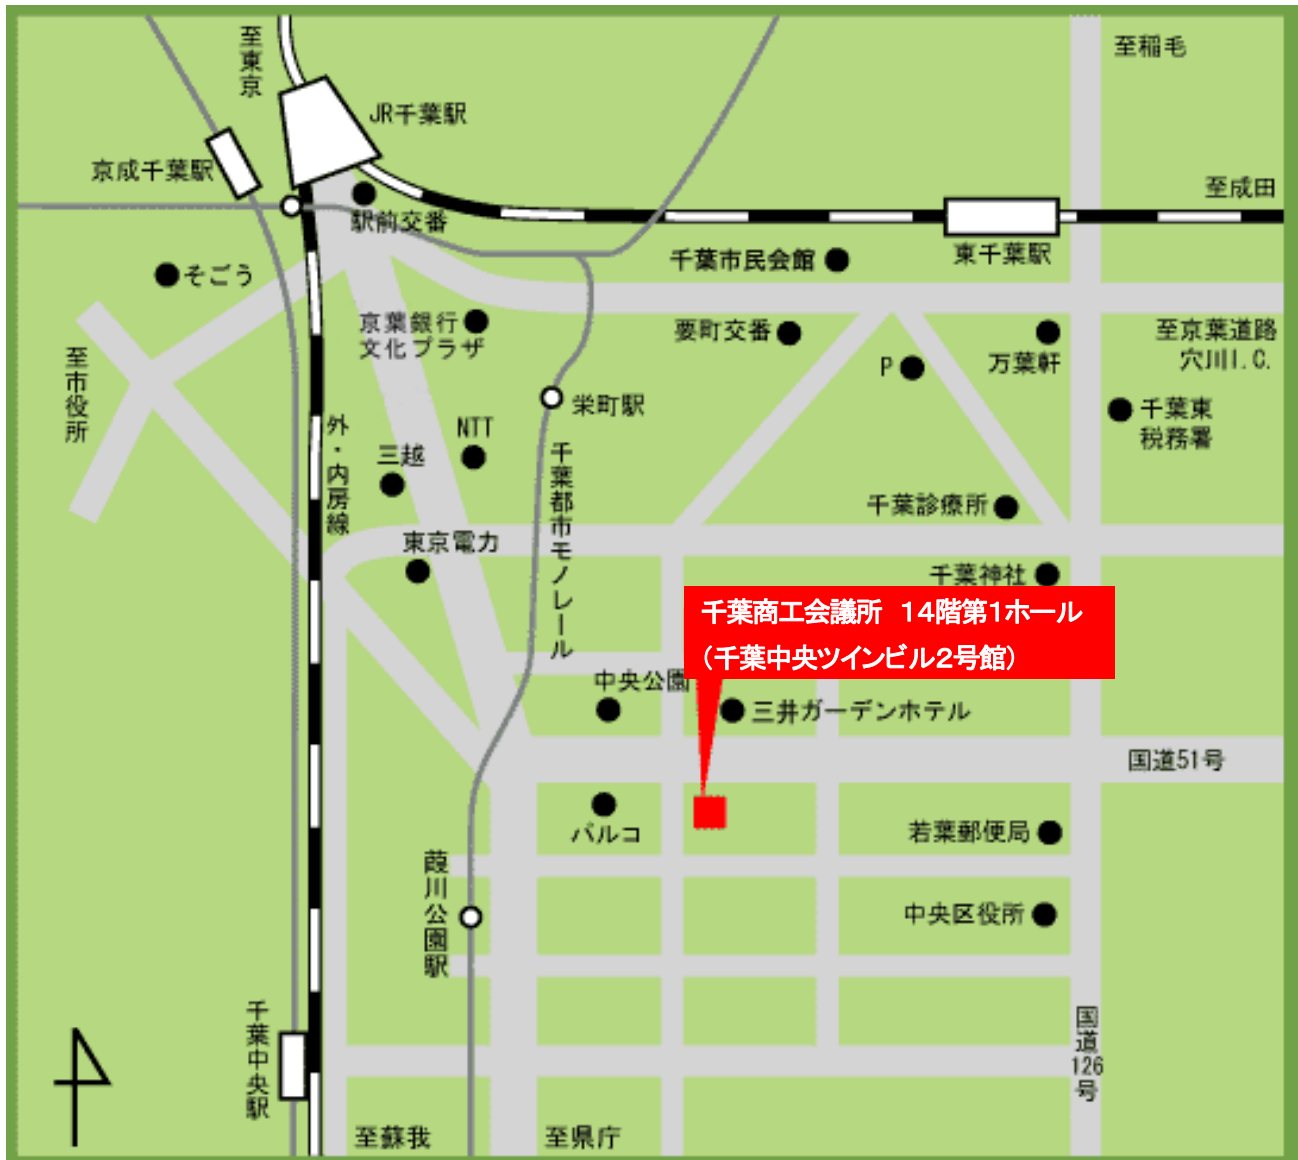 至東京
至稲毛
JR千葉駅
京成千葉駅
至成田
駅前交番
東千葉駅
千葉市民会館
そごう
京葉銀行
文化プラザ
要町交番
至京葉道路
穴川I.C.
万葉軒
P
至市役所
栄町駅
千葉東
税務署
NTT
三越
外・内房線
千葉都市モノレール
千葉診療所
東京電力
千葉神社
千葉商工会議所 14階第1ホール
(千葉中央ツインビル2号館)
中央公園
三井ガーデンホテル
国道51号
パルコ
若葉郵便局
葭川公園駅
中央区役所
千葉中央駅
国道126号
至蘇我
至県庁